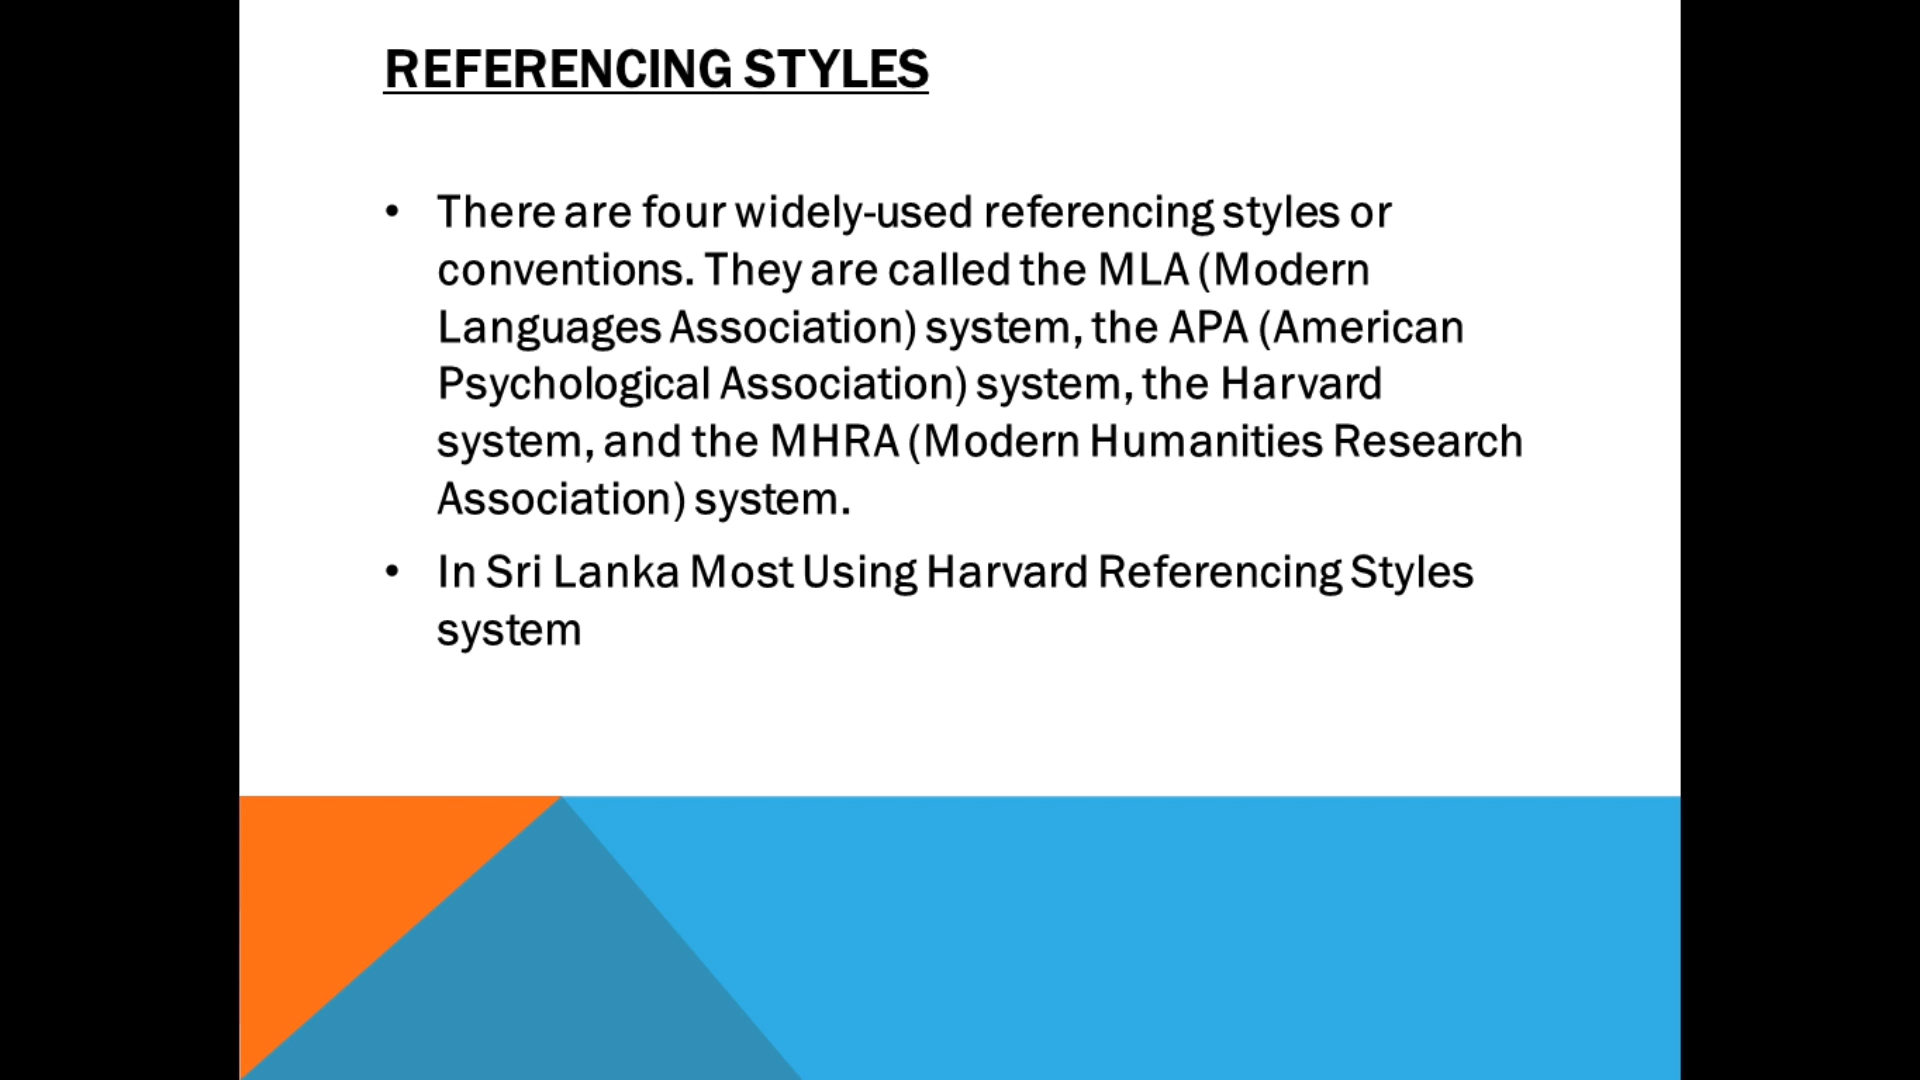 REFERENCING STYLES
• There are four widely-used referencing styles or
conventions. They are called the MLA (Modern
Languages Association) system, the APA (American
Psychological Association) system, the Harvard
system, and the MHRA (Modern Humanities Research
Association) system.
• In Sri Lanka Most Using Harvard Referencing Styles
system